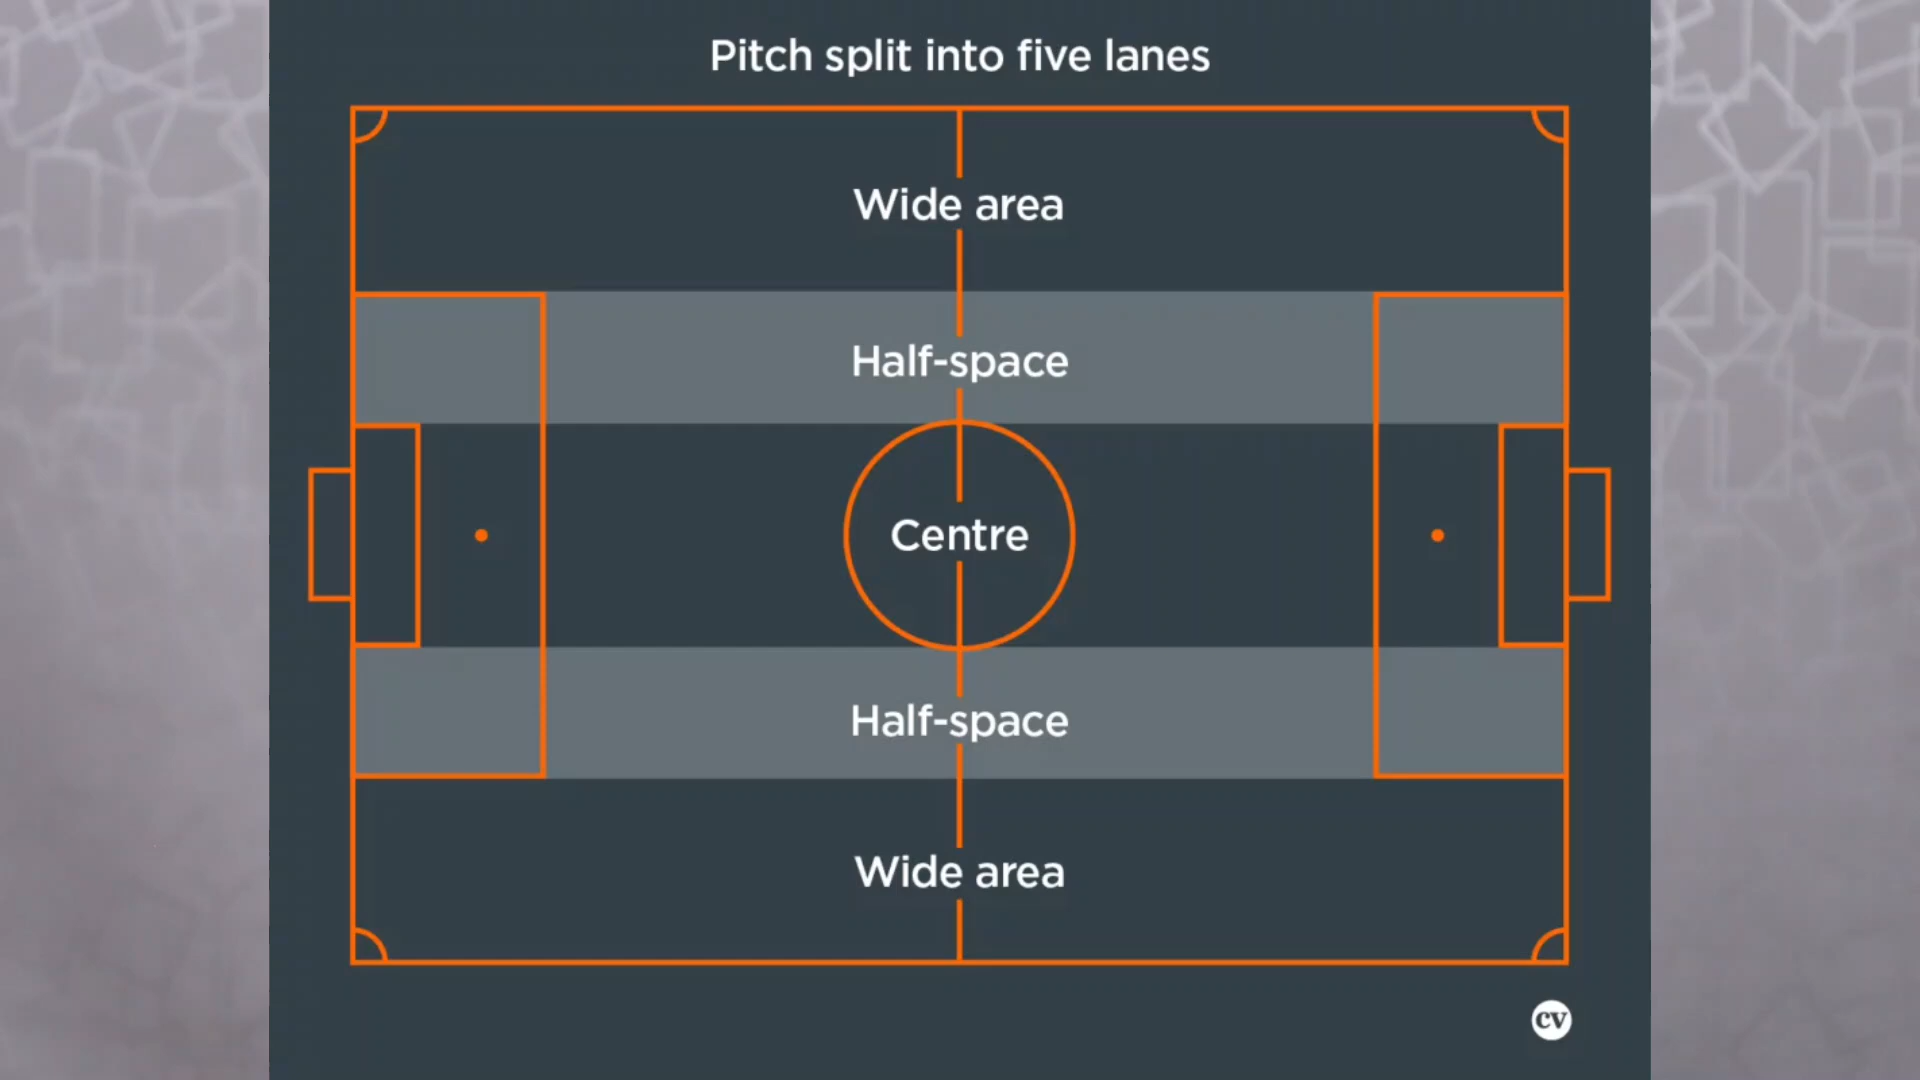 Pitch split into five lanes
Wide area
Half-space
Centre
Half-space
Wide area
CV